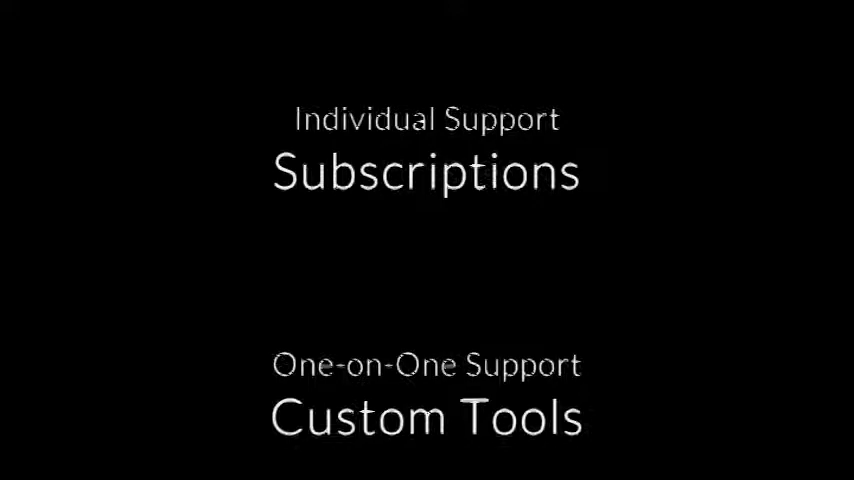 Individual Support
Subscriptions
One-on-One Support
Custom Tools